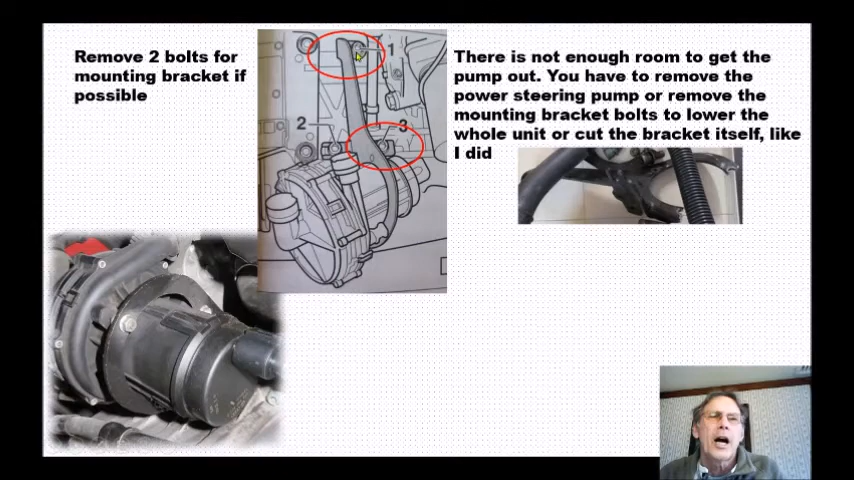 Remove 2 bolts for
mounting bracket if
possible
1
2
3
There is not enough room to get the
pump out. You have to remove the
power steering pump or remove the
mounting bracket bolts to lower the
whole unit or cut the bracket itself, like
I did